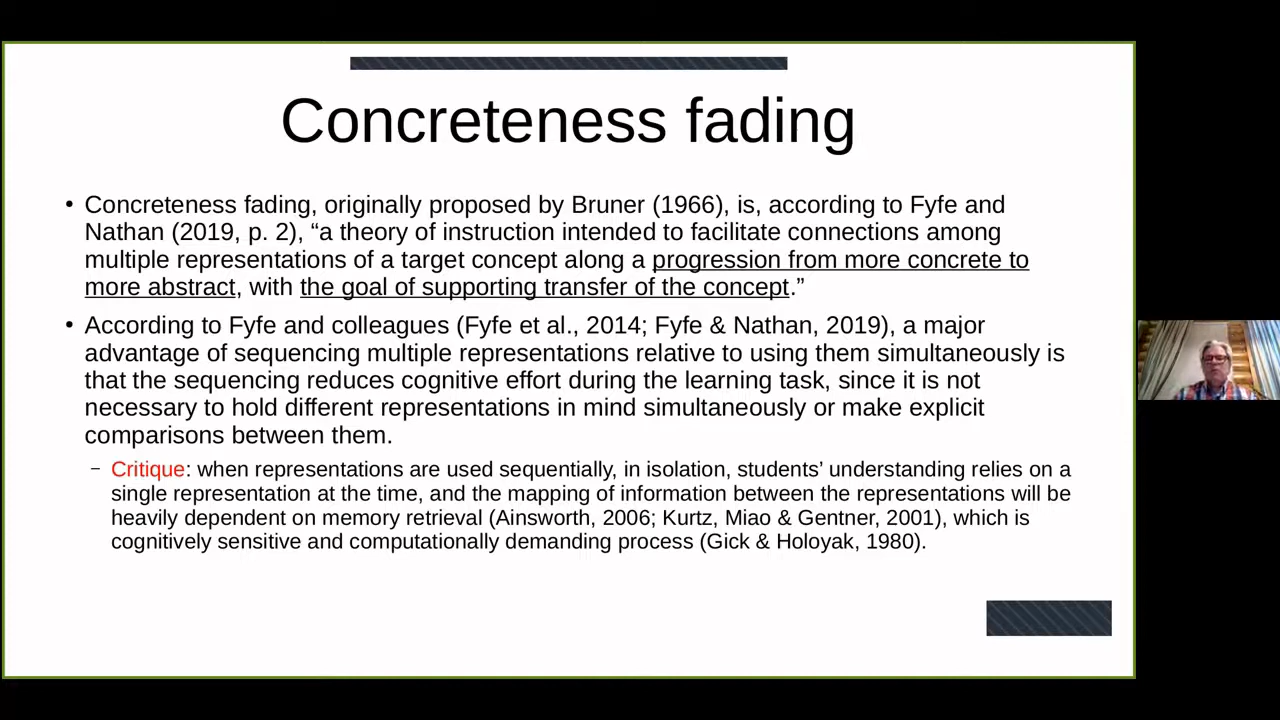 Concreteness fading
• Concreteness fading, originally proposed by Bruner (1966), is, according to Fyfe and
Nathan (2019, p. 2), “a theory of instruction intended to facilitate connections among
multiple representations of a target concept along a progression from more concrete to
more abstract, with the goal of supporting transfer of the concept.”
• According to Fyfe and colleagues (Fyfe et al., 2014; Fyfe & Nathan, 2019), a major
advantage of sequencing multiple representations relative to using them simultaneously is
that the sequencing reduces cognitive effort during the learning task, since it is not
necessary to hold different representations in mind simultaneously or make explicit
comparisons between them.
– Critique: when representations are used sequentially, in isolation, students’ understanding relies on a
single representation at the time, and the mapping of information between the representations will be
heavily dependent on memory retrieval (Ainsworth, 2006; Kurtz, Miao & Gentner, 2001), which is
cognitively sensitive and computationally demanding process (Gick & Holoyak, 1980).